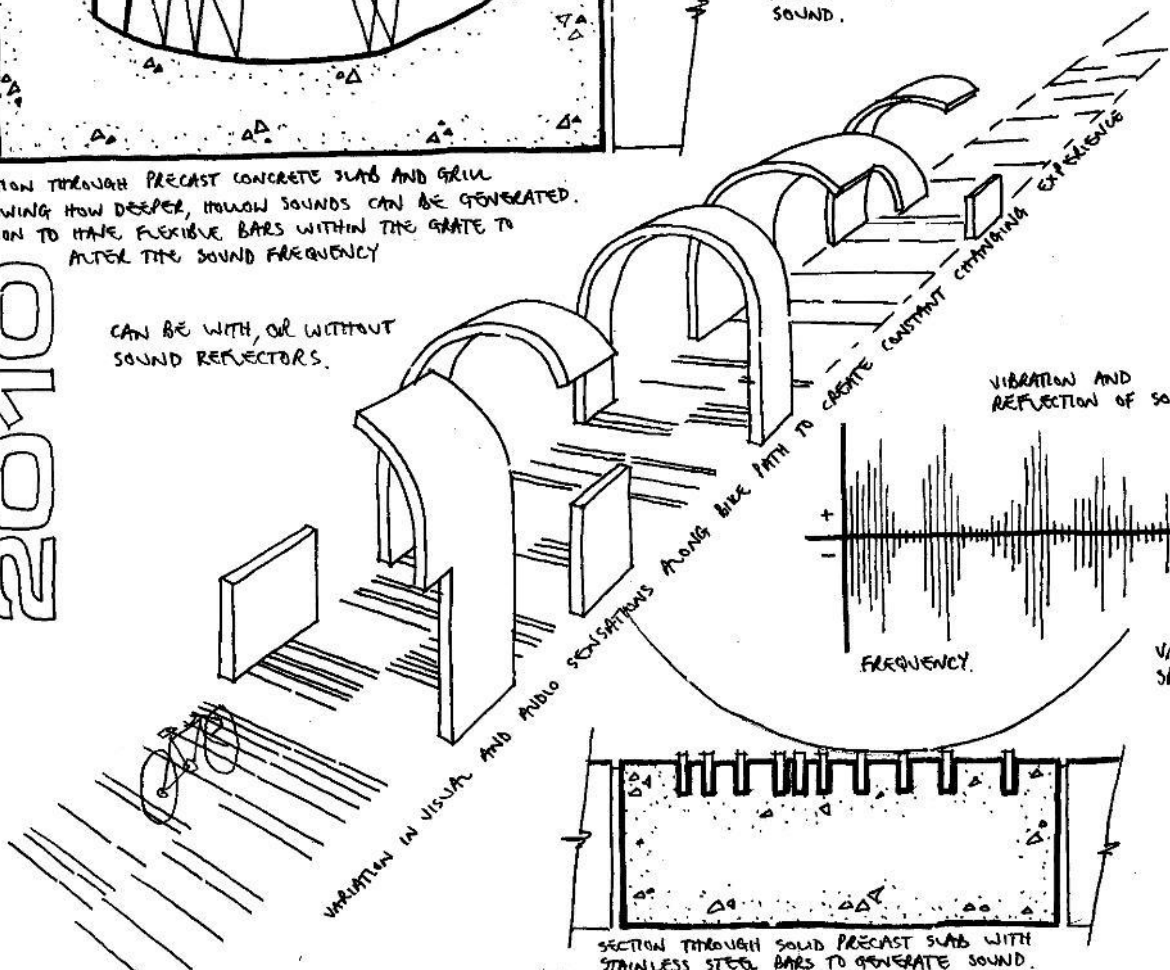 SOUND.
ION THROUGH PRECAST CONCRETE SLAB AND GRILL
WING HOW DEEPER, HOLLOW SOUNDS CAN BE GENERATED.
ON TO HAVE FLEXIBLE BARS WITHIN THE GRATE TO
ALTER THE SOUND FREQUENCY
2010
CAN BE WITH, OR WITHOUT
SOUND REFLECTORS.
VARIATION IN VISUAL AND AUDIO SENSATIONS ALONG BIKE PATH TO CREATE CONSTANT CHANGING EXPERIENCE
VIBRATION AND
REFLECTION OF SO
+
−
FREQUENCY.
SECTION THROUGH SOLID PRECAST SLAB WITH
STAINLESS STEEL BARS TO GENERATE SOUND.